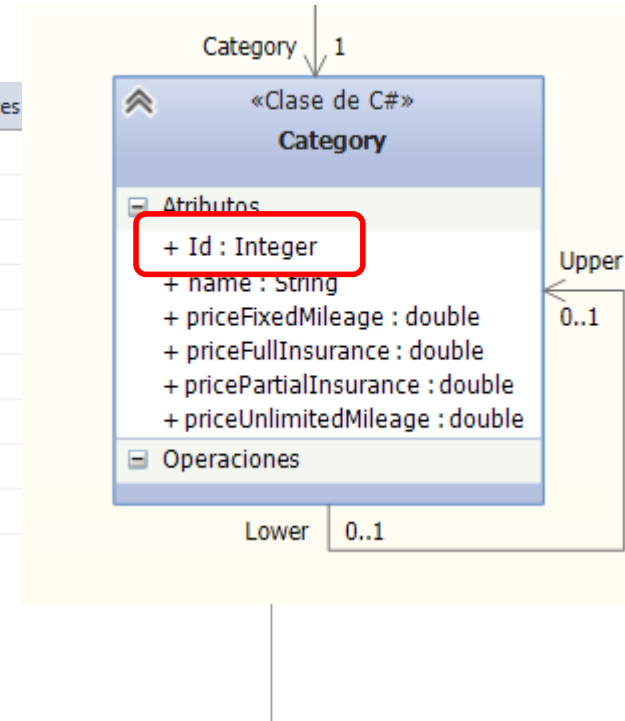 Category 1
es
«Clase de C#»
Category
Atributos
+ Id : Integer
+ name : String
+ priceFixedMileage : double
+ priceFullInsurance : double
+ pricePartialInsurance : double
+ priceUnlimitedMileage : double
Operaciones
Upper
0..1
Lower 0..1